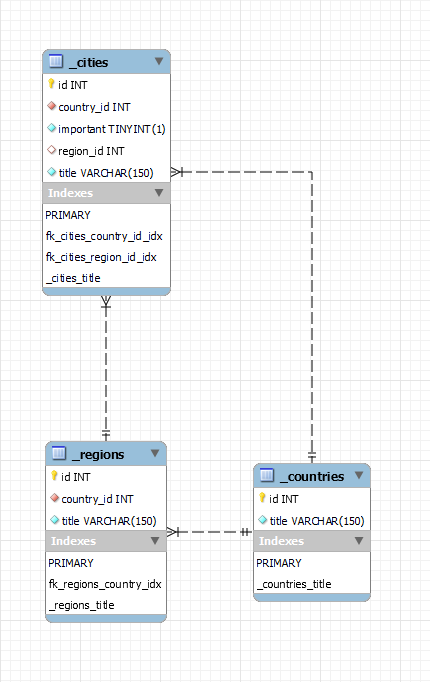 _cities
id INT
country_id INT
important TINYINT(1)
region_id INT
title VARCHAR(150)
Indexes
PRIMARY
fk_cities_country_id_idx
fk_cities_region_id_idx
_cities_title
_regions
id INT
country_id INT
title VARCHAR(150)
Indexes
PRIMARY
fk_regions_country_idx
_regions_title
_countries
id INT
title VARCHAR(150)
Indexes
PRIMARY
_countries_title